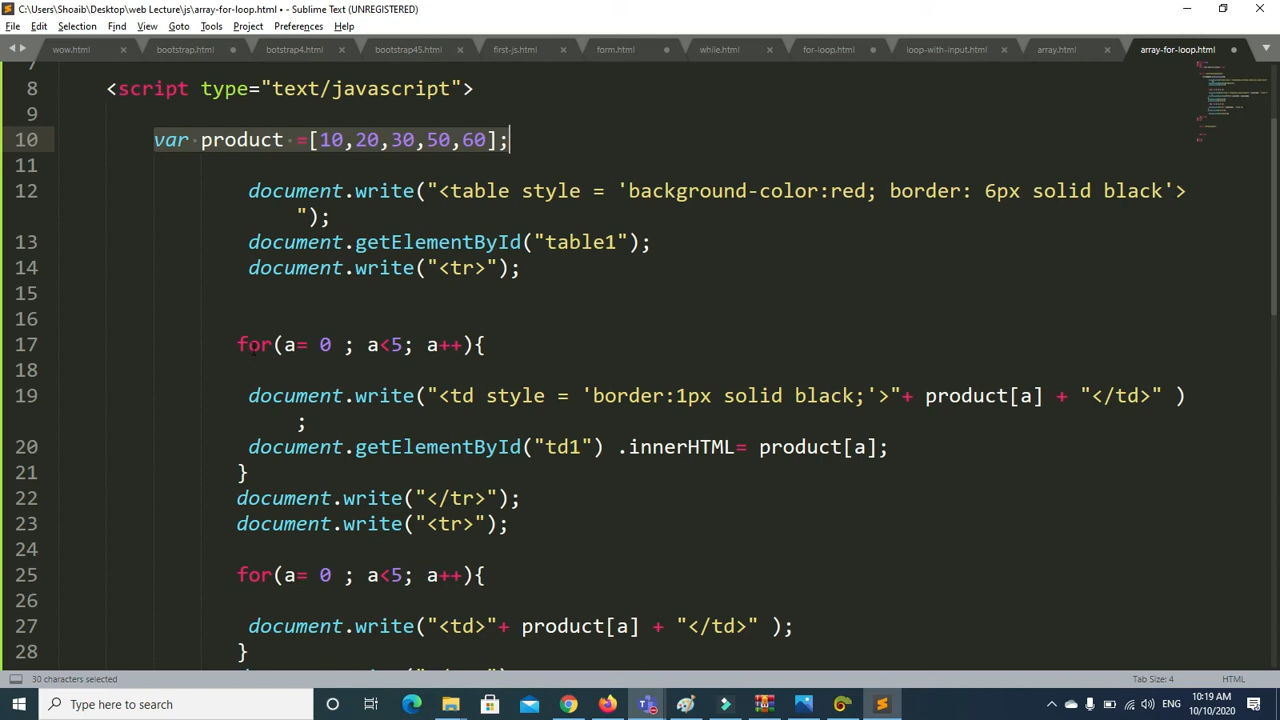 C:\Users\Shoaib\Desktop\web Lecture\js\array-for-loop.html • - Sublime Text (UNREGISTERED)
File Edit Selection Find View Goto Tools Project Preferences Help
wow.html bootstrap.html botstrap4.html bootstrap45.html first-js.html form.html while.html for-loop.html loop-with-input.html array.html array-for-loop.html
7
8 <script type="text/javascript">
9
10 var product =[10,20,30,50,60];
11
12 document.write("<table style = 'background-color:red; border: 6px solid black'>
");
13 document.getElementById("table1");
14 document.write("<tr>");
15
16
17 for(a= 0 ; a<5; a++){
18
19 document.write("<td style = 'border:1px solid black;'>"+ product[a] + "</td>" )
;
20 document.getElementById("td1") .innerHTML= product[a];
21 }
22 document.write("</tr>");
23 document.write("<tr>");
24
25 for(a= 0 ; a<5; a++){
26
27 document.write("<td>"+ product[a] + "</td>" );
28 }
30 characters selected Tab Size: 4 HTML
Type here to search ENG 10:19 AM
10/10/2020